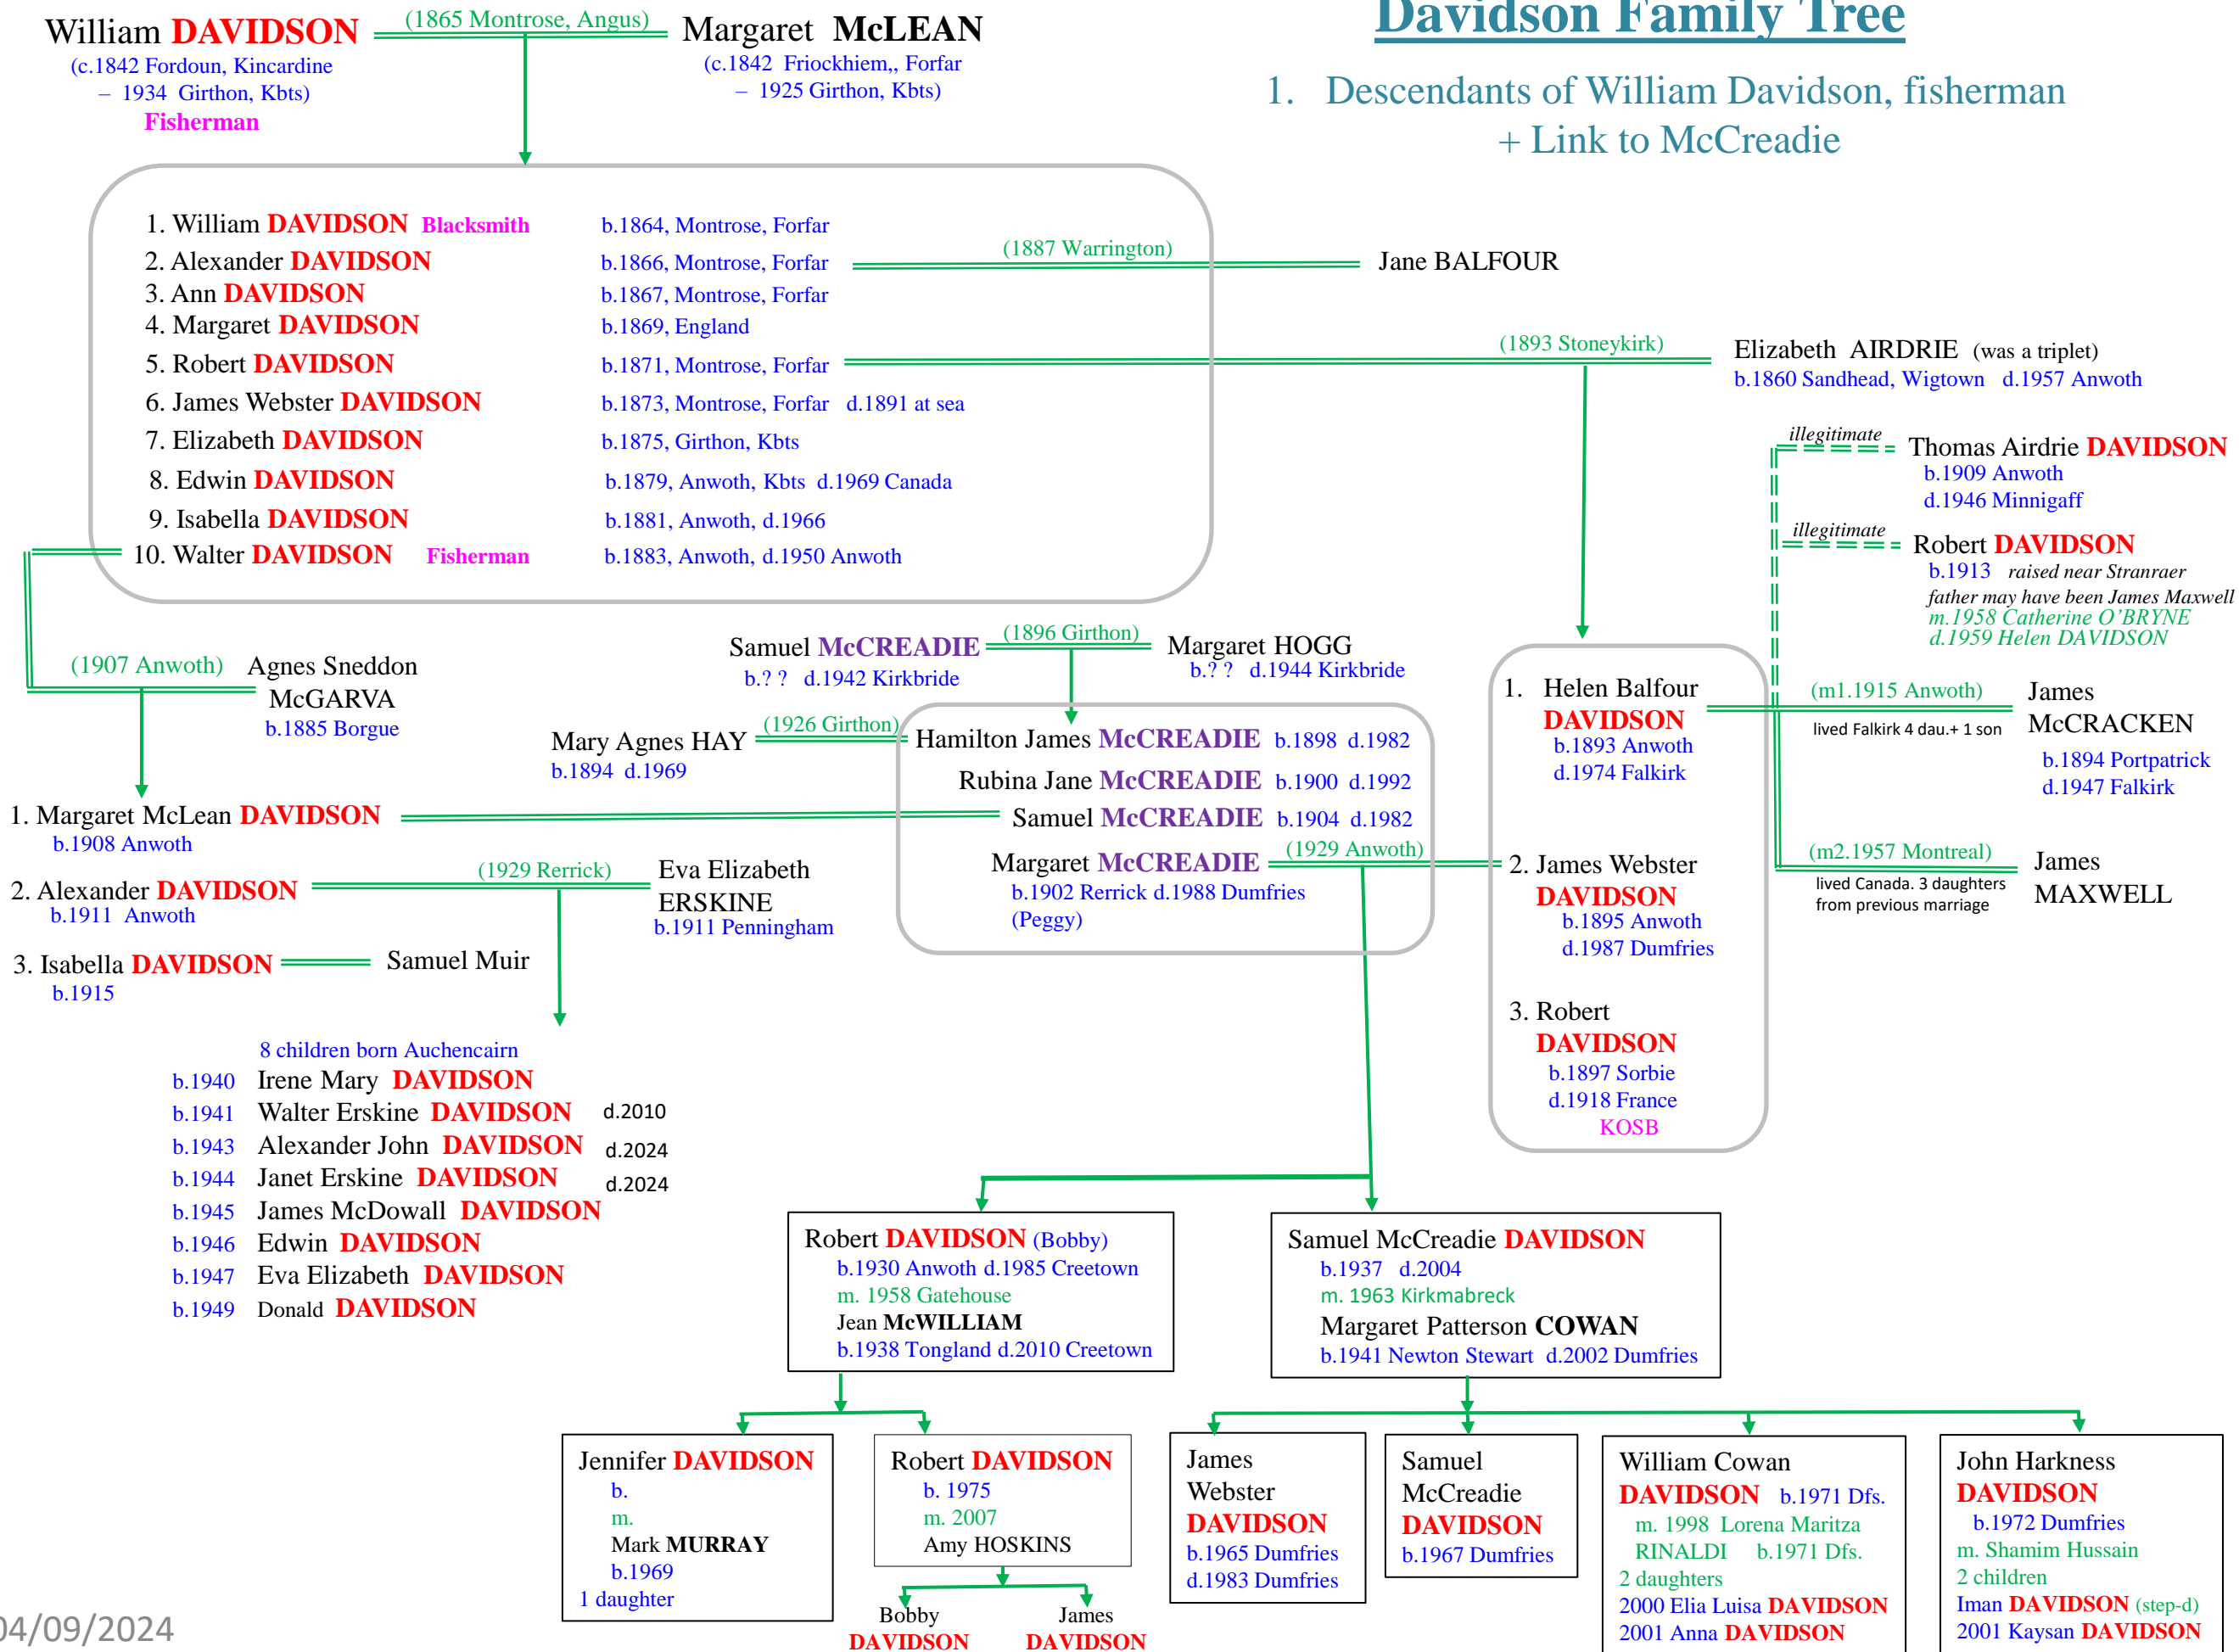 Davidson Family Tree
1. Descendants of William Davidson, fisherman
+ Link to McCreadie
William DAVIDSON (1865 Montrose, Angus) Margaret McLEAN
(c.1842 Fordoun, Kincardine
– 1934 Girthon, Kbts)
Fisherman
(c.1842 Friockhiem,, Forfar
– 1925 Girthon, Kbts)
1. William DAVIDSON Blacksmith b.1864, Montrose, Forfar
2. Alexander DAVIDSON b.1866, Montrose, Forfar (1887 Warrington) Jane BALFOUR
3. Ann DAVIDSON b.1867, Montrose, Forfar
4. Margaret DAVIDSON b.1869, England
5. Robert DAVIDSON b.1871, Montrose, Forfar (1893 Stoneykirk) Elizabeth AIRDRIE (was a triplet)
b.1860 Sandhead, Wigtown d.1957 Anwoth
6. James Webster DAVIDSON b.1873, Montrose, Forfar d.1891 at sea
7. Elizabeth DAVIDSON b.1875, Girthon, Kbts
8. Edwin DAVIDSON b.1879, Anwoth, Kbts d.1969 Canada
9. Isabella DAVIDSON b.1881, Anwoth, d.1966
10. Walter DAVIDSON Fisherman b.1883, Anwoth, d.1950 Anwoth
illegitimate Thomas Airdrie DAVIDSON
b.1909 Anwoth
d.1946 Minnigaff
illegitimate Robert DAVIDSON
b.1913 raised near Stranraer
father may have been James Maxwell
m.1958 Catherine O'BRYNE
d.1959 Helen DAVIDSON
(1907 Anwoth) Agnes Sneddon
McGARVA
b.1885 Borgue
Samuel McCREADIE (1896 Girthon) Margaret HOGG
b.? ? d.1942 Kirkbride
b.? ? d.1944 Kirkbride
Mary Agnes HAY (1926 Girthon) Hamilton James McCREADIE b.1898 d.1982
b.1894 d.1969
Rubina Jane McCREADIE b.1900 d.1992
Samuel McCREADIE b.1904 d.1982
Margaret McCREADIE (1929 Anwoth)
b.1902 Rerrick d.1988 Dumfries
(Peggy)
1. Helen Balfour
DAVIDSON
b.1893 Anwoth
d.1974 Falkirk
(m1.1915 Anwoth)
lived Falkirk 4 dau.+ 1 son
James
McCRACKEN
b.1894 Portpatrick
d.1947 Falkirk
(m2.1957 Montreal)
lived Canada. 3 daughters
from previous marriage
James
MAXWELL
2. James Webster
DAVIDSON
b.1895 Anwoth
d.1987 Dumfries
3. Robert
DAVIDSON
b.1897 Sorbie
d.1918 France
KOSB
1. Margaret McLean DAVIDSON
b.1908 Anwoth
2. Alexander DAVIDSON (1929 Rerrick) Eva Elizabeth
ERSKINE
b.1911 Anwoth
b.1911 Penningham
3. Isabella DAVIDSON Samuel Muir
b.1915
8 children born Auchencairn
b.1940 Irene Mary DAVIDSON
b.1941 Walter Erskine DAVIDSON d.2010
b.1943 Alexander John DAVIDSON d.2024
b.1944 Janet Erskine DAVIDSON d.2024
b.1945 James McDowall DAVIDSON
b.1946 Edwin DAVIDSON
b.1947 Eva Elizabeth DAVIDSON
b.1949 Donald DAVIDSON
Robert DAVIDSON (Bobby)
b.1930 Anwoth d.1985 Creetown
m. 1958 Gatehouse
Jean McWILLIAM
b.1938 Tongland d.2010 Creetown
Samuel McCreadie DAVIDSON
b.1937 d.2004
m. 1963 Kirkmabreck
Margaret Patterson COWAN
b.1941 Newton Stewart d.2002 Dumfries
Jennifer DAVIDSON
b.
m.
Mark MURRAY
b.1969
1 daughter
Robert DAVIDSON
b. 1975
m. 2007
Amy HOSKINS
Bobby
DAVIDSON
James
DAVIDSON
James
Webster
DAVIDSON
b.1965 Dumfries
d.1983 Dumfries
Samuel
McCreadie
DAVIDSON
b.1967 Dumfries
William Cowan
DAVIDSON b.1971 Dfs.
m. 1998 Lorena Maritza
RINALDI b.1971 Dfs.
2 daughters
2000 Elia Luisa DAVIDSON
2001 Anna DAVIDSON
John Harkness
DAVIDSON
b.1972 Dumfries
m. Shamim Hussain
2 children
Iman DAVIDSON (step-d)
2001 Kaysan DAVIDSON
04/09/2024